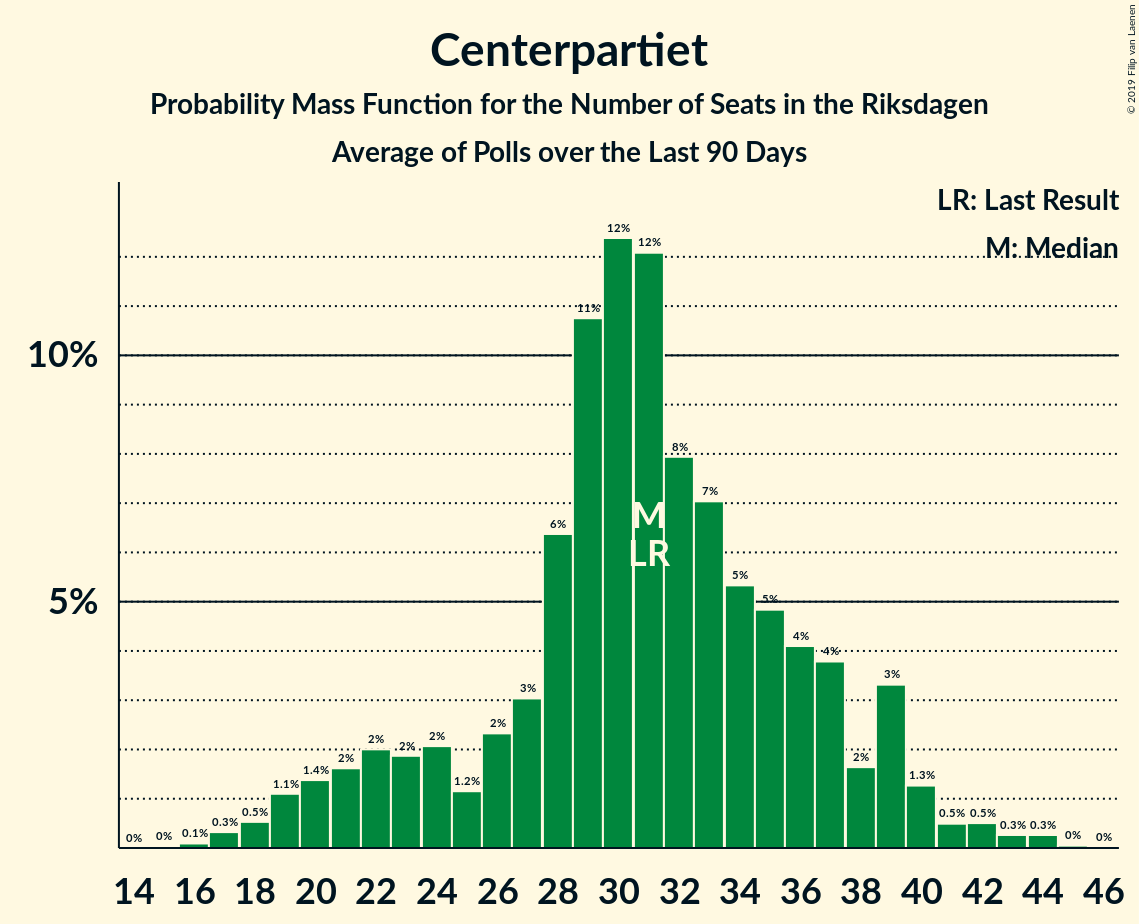 Centerpartiet
Probability Mass Function for the Number of Seats in the Riksdagen
Average of Polls over the Last 90 Days
© 2019 Filip van Laenen
LR: Last Result
M: Median
10%
5%
0% 0% 0.1% 0.3% 0.5% 1.1% 1.4% 2% 2% 2% 2% 1.2% 2% 3% 6% 11% 12% 12% 8% 7% 5% 5% 4% 4% 2% 3% 1.3% 0.5% 0.5% 0.3% 0.3% 0% 0%
M
LR
14 16 18 20 22 24 26 28 30 32 34 36 38 40 42 44 46